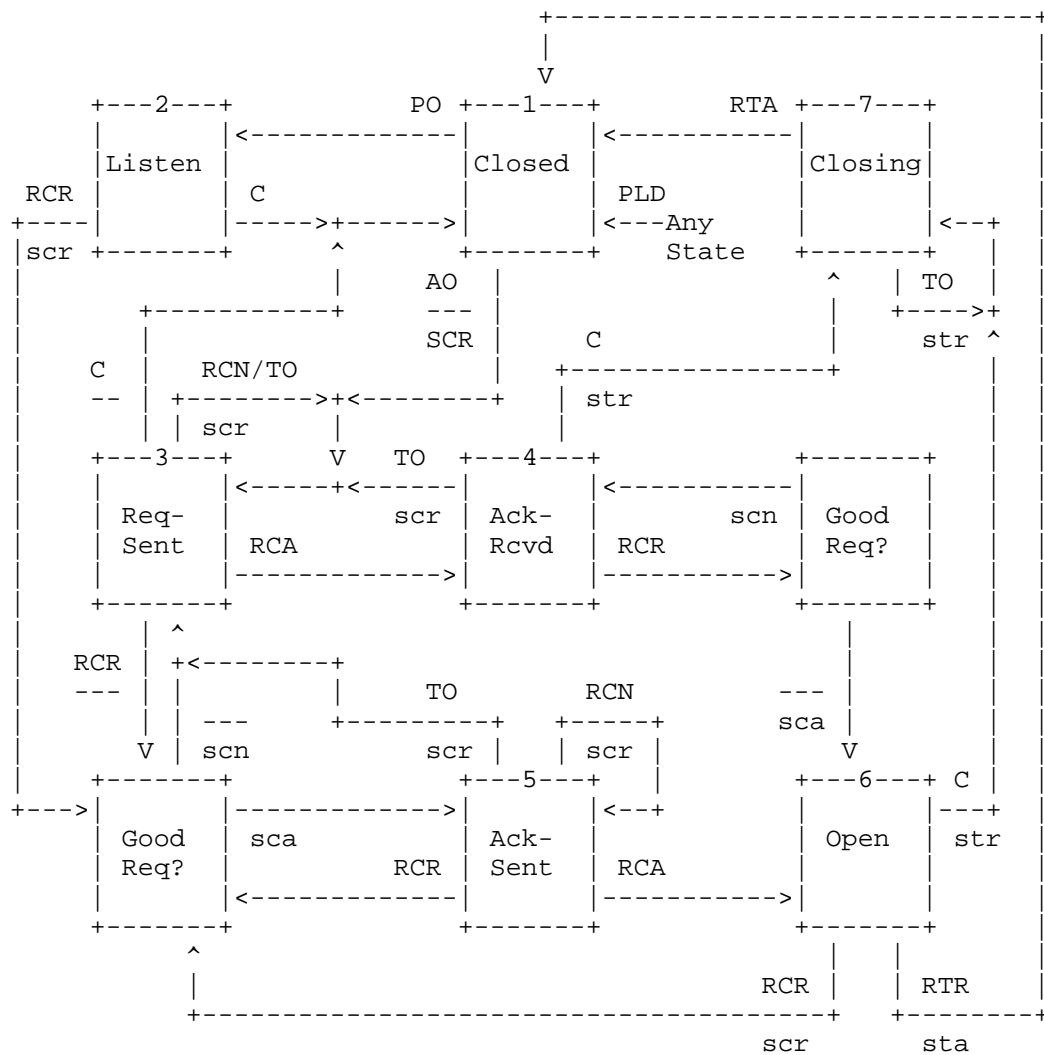 2 PO 1 RTA 7
Listen Closed Closing
RCR C PLD
Any
scr State
AO TO
---
SCR C str
C RCN/TO
-- str
scr
3 TO 4
Req- scr Ack- scn Good
Sent RCA Rcvd RCR Req?
RCR
--- TO RCN ---
--- sca
scn scr scr
5 6 C
Good sca Ack- Open str
Req? RCR Sent RCA
RCR RTR
scr sta